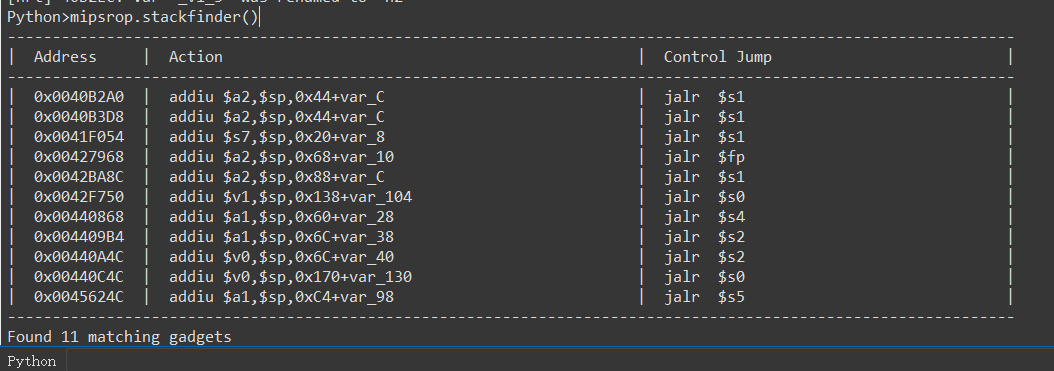 Python>mipsrop.stackfinder()
----------------------------------------------------------------------------------------------------------------
| Address | Action | Control Jump |
----------------------------------------------------------------------------------------------------------------
| 0x0040B2A0 | addiu $a2,$sp,0x44+var_C | jalr $s1 |
| 0x0040B3D8 | addiu $a2,$sp,0x44+var_C | jalr $s1 |
| 0x0041F054 | addiu $s7,$sp,0x20+var_8 | jalr $s1 |
| 0x00427968 | addiu $a2,$sp,0x68+var_10 | jalr $fp |
| 0x0042BA8C | addiu $a2,$sp,0x88+var_C | jalr $s1 |
| 0x0042F750 | addiu $v1,$sp,0x138+var_104 | jalr $s0 |
| 0x00440868 | addiu $a1,$sp,0x60+var_28 | jalr $s4 |
| 0x004409B4 | addiu $a1,$sp,0x6C+var_38 | jalr $s2 |
| 0x00440A4C | addiu $v0,$sp,0x6C+var_40 | jalr $s2 |
| 0x00440C4C | addiu $v0,$sp,0x170+var_130 | jalr $s0 |
| 0x0045624C | addiu $a1,$sp,0xC4+var_98 | jalr $s5 |
----------------------------------------------------------------------------------------------------------------
Found 11 matching gadgets
Python